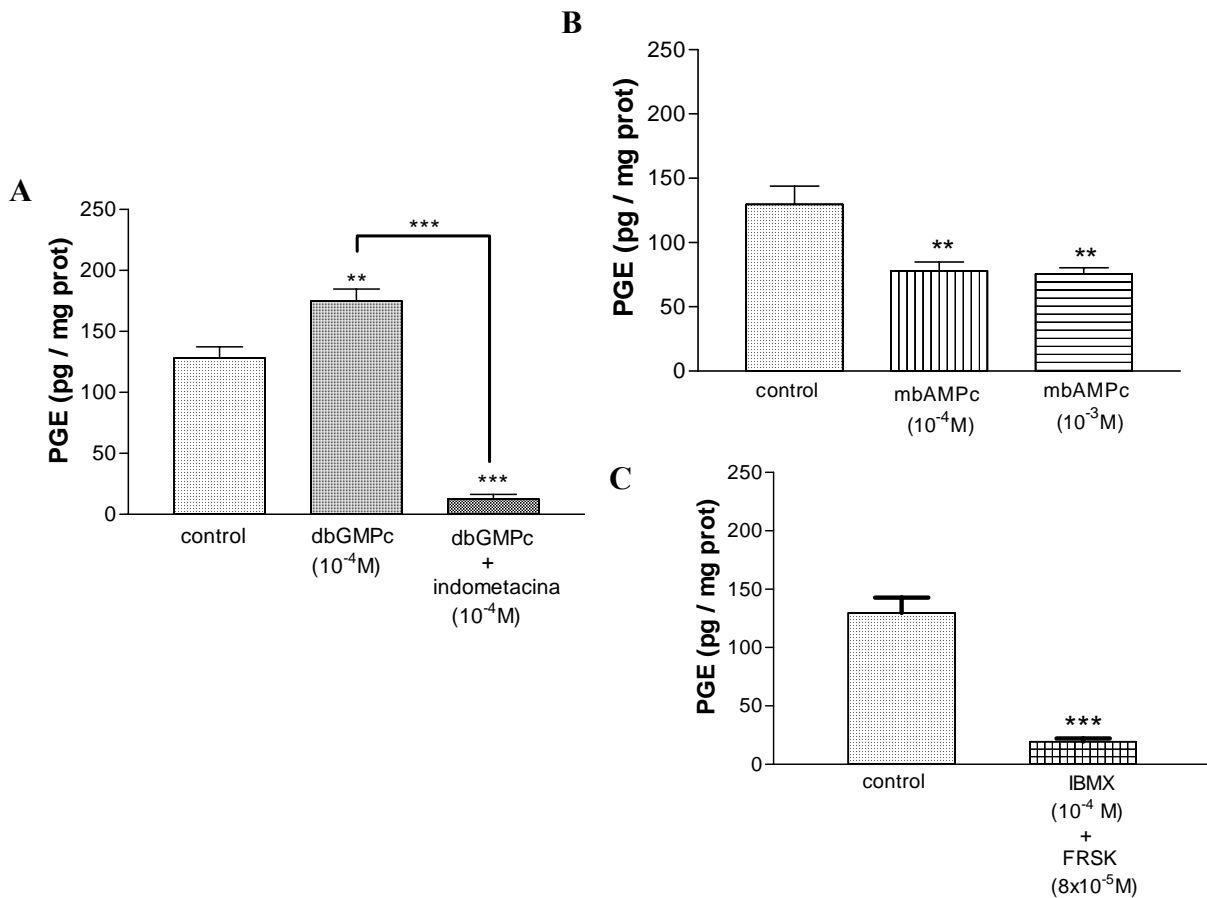 A
PGE (pg / mg prot)
250
200
150
100
50
0
***
**
***
control
dbGMPc
(10⁻⁴M)
dbGMPc
+
indometacina
(10⁻⁴M)
B
PGE (pg / mg prot)
250
200
150
100
50
0
**
**
control
mbAMPc
(10⁻⁴M)
mbAMPc
(10⁻³M)
C
PGE (pg / mg prot)
250
200
150
100
50
0
***
control
IBMX
(10⁻⁴ M)
+
FRSK
(8x10⁻⁵M)